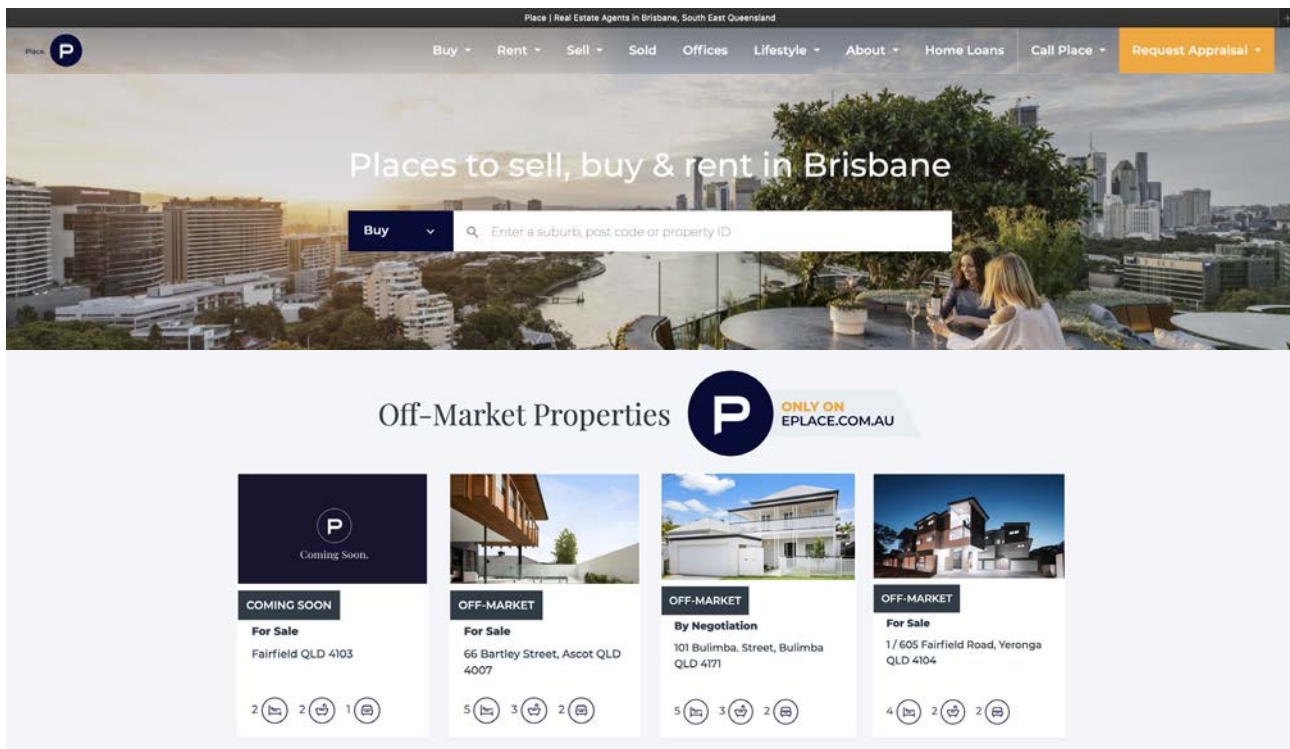 Place | Real Estate Agents in Brisbane, South East Queensland
Place P Buy Rent Sell Sold Offices Lifestyle About Home Loans Call Place Request Appraisal
Places to sell, buy & rent in Brisbane
Buy Enter a suburb, post code or property ID
Off-Market Properties
P
ONLY ON
EPLACE.COM.AU
P
Coming Soon.
COMING SOON
For Sale
Fairfield QLD 4103
2 2 1
OFF-MARKET
For Sale
66 Bartley Street, Ascot QLD
4007
5 3 2
OFF-MARKET
By Negotiation
101 Bulimba. Street, Bulimba
QLD 4171
5 3 2
OFF-MARKET
For Sale
1 / 605 Fairfield Road, Yeronga
QLD 4104
4 2 2